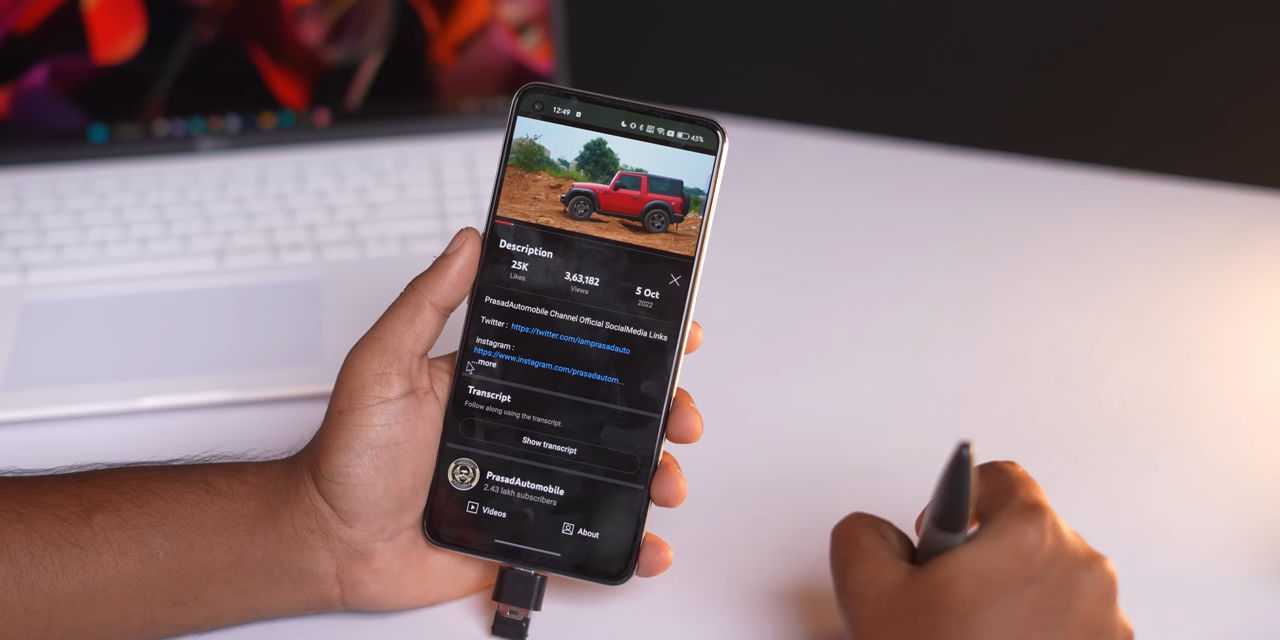 12:49
43%
Description
25K
Likes
3,63,182
Views
5 Oct
2022
PrasadAutomobile Channel Official SocialMedia Links
Twitter : https://twitter.com/iamprasadauto
instagram :
https://www.instagram.com/prasadautom...
...more
Transcript
Follow along using the transcript.
Show transcript
PrasadAutomobile
2.43 lakh subscribers
Videos
About